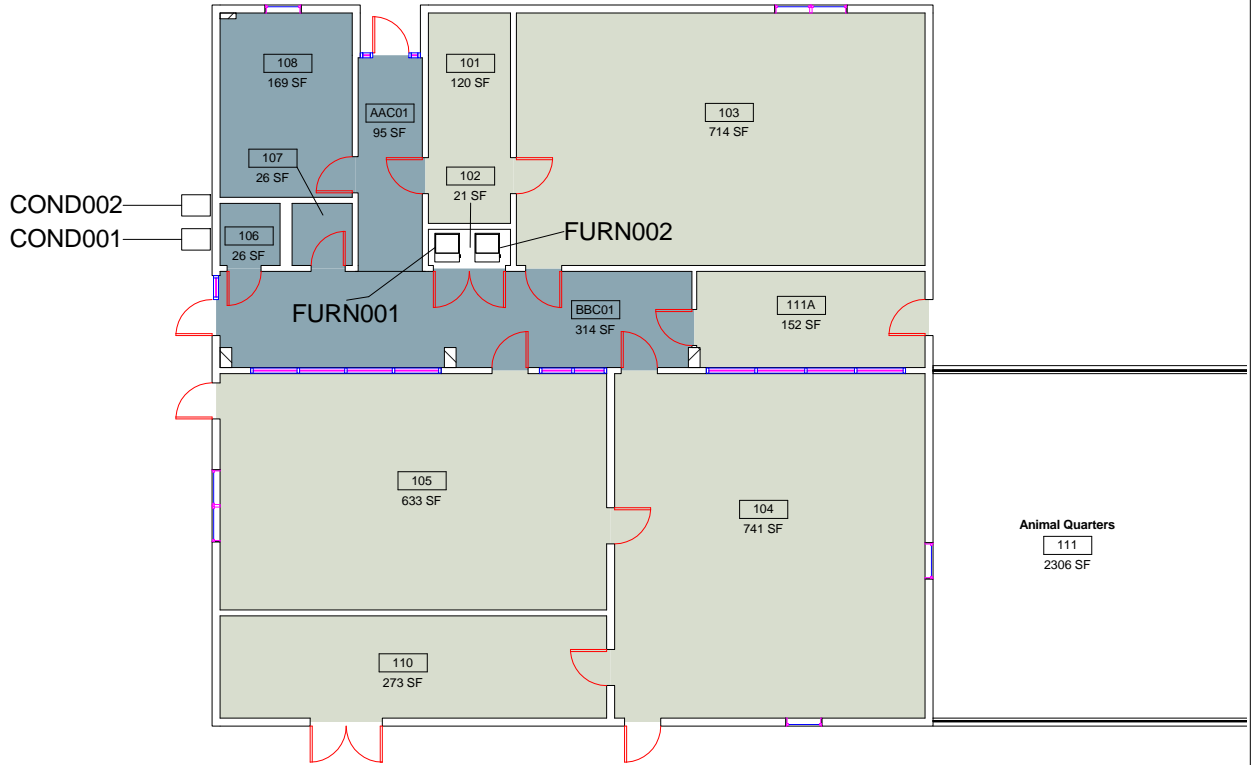 108
169 SF
101
120 SF
AAC01
95 SF
103
714 SF
107
26 SF
102
21 SF
COND002
COND001
106
26 SF
FURN002
FURN001
BBC01
314 SF
111A
152 SF
105
633 SF
104
741 SF
Animal Quarters
111
2306 SF
110
273 SF